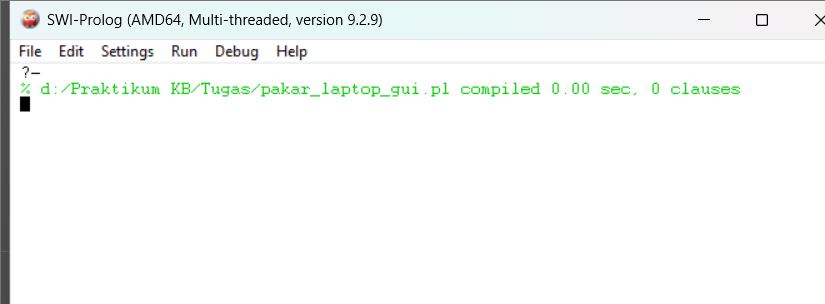 SWI-Prolog (AMD64, Multi-threaded, version 9.2.9)
File Edit Settings Run Debug Help
?-
% d:/Praktikum KB/Tugas/pakar_laptop_gui.pl compiled 0.00 sec, 0 clauses